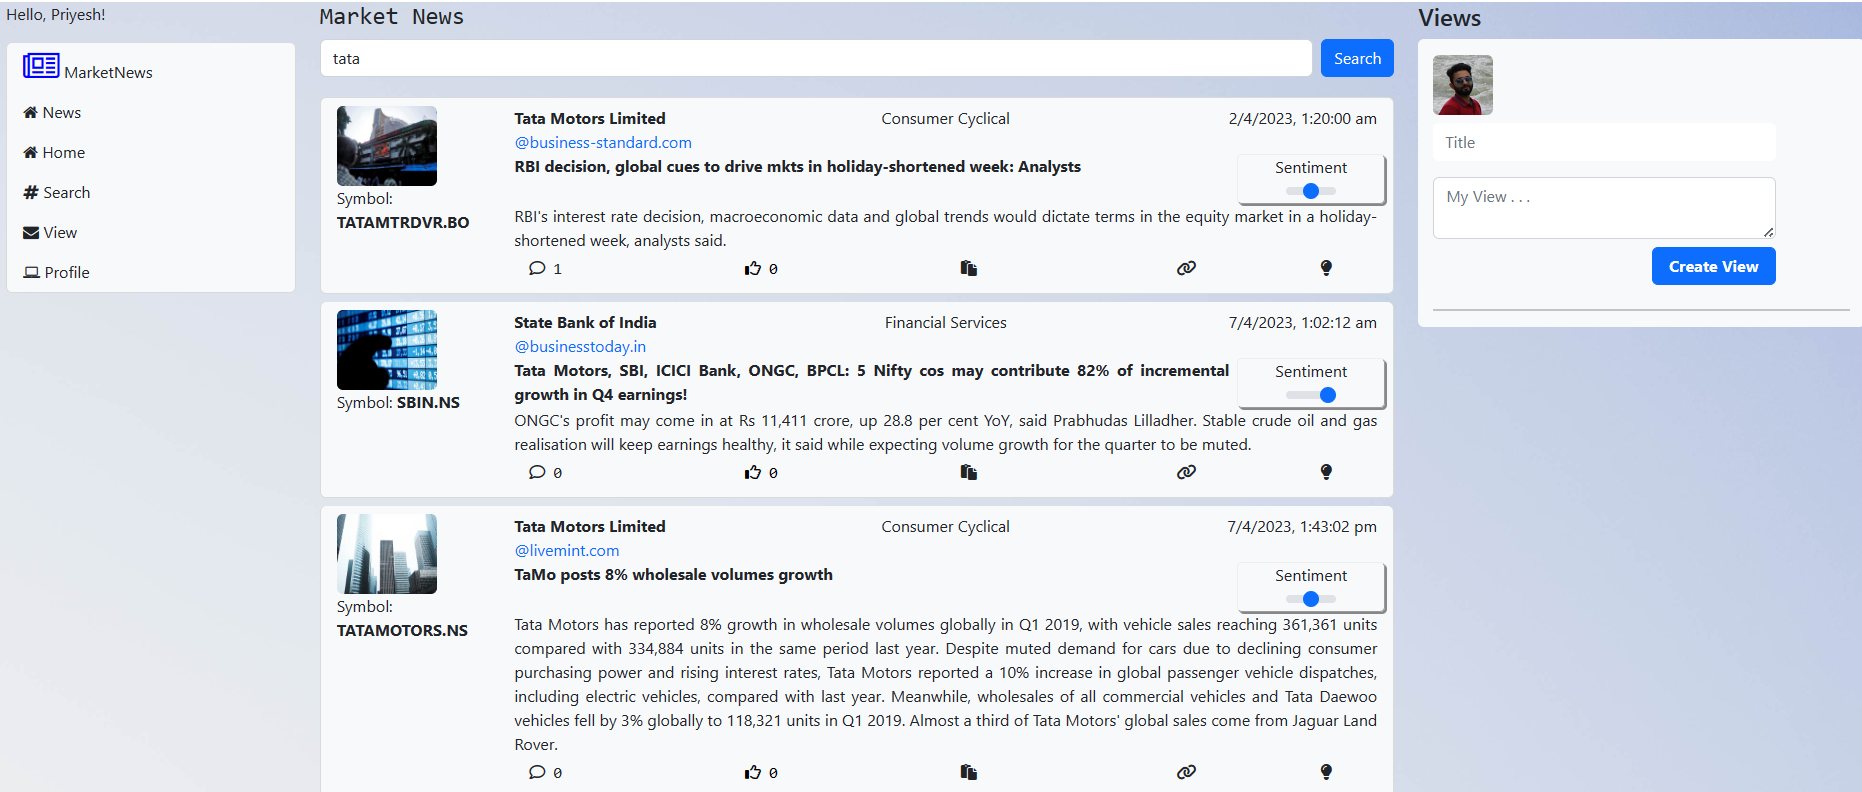 Hello, Priyesh!
MarketNews
News
Home
Search
View
Profile
Market News
tata
Search
Tata Motors Limited
Consumer Cyclical
2/4/2023, 1:20:00 am
@business-standard.com
RBI decision, global cues to drive mkts in holiday-shortened week: Analysts
Sentiment
Symbol:
TATAMTRDVR.BO
RBI's interest rate decision, macroeconomic data and global trends would dictate terms in the equity market in a holiday-
shortened week, analysts said.
1
0
State Bank of India
Financial Services
7/4/2023, 1:02:12 am
@businesstoday.in
Tata Motors, SBI, ICICI Bank, ONGC, BPCL: 5 Nifty cos may contribute 82% of incremental
growth in Q4 earnings!
Sentiment
Symbol: SBIN.NS
ONGC's profit may come in at Rs 11,411 crore, up 28.8 per cent YoY, said Prabhudas Lilladher. Stable crude oil and gas
realisation will keep earnings healthy, it said while expecting volume growth for the quarter to be muted.
0
0
Tata Motors Limited
Consumer Cyclical
7/4/2023, 1:43:02 pm
@livemint.com
TaMo posts 8% wholesale volumes growth
Sentiment
Symbol:
TATAMOTORS.NS
Tata Motors has reported 8% growth in wholesale volumes globally in Q1 2019, with vehicle sales reaching 361,361 units
compared with 334,884 units in the same period last year. Despite muted demand for cars due to declining consumer
purchasing power and rising interest rates, Tata Motors reported a 10% increase in global passenger vehicle dispatches,
including electric vehicles, compared with last year. Meanwhile, wholesales of all commercial vehicles and Tata Daewoo
vehicles fell by 3% globally to 118,321 units in Q1 2019. Almost a third of Tata Motors' global sales come from Jaguar Land
Rover.
0
0
Views
Title
My View . . .
Create View